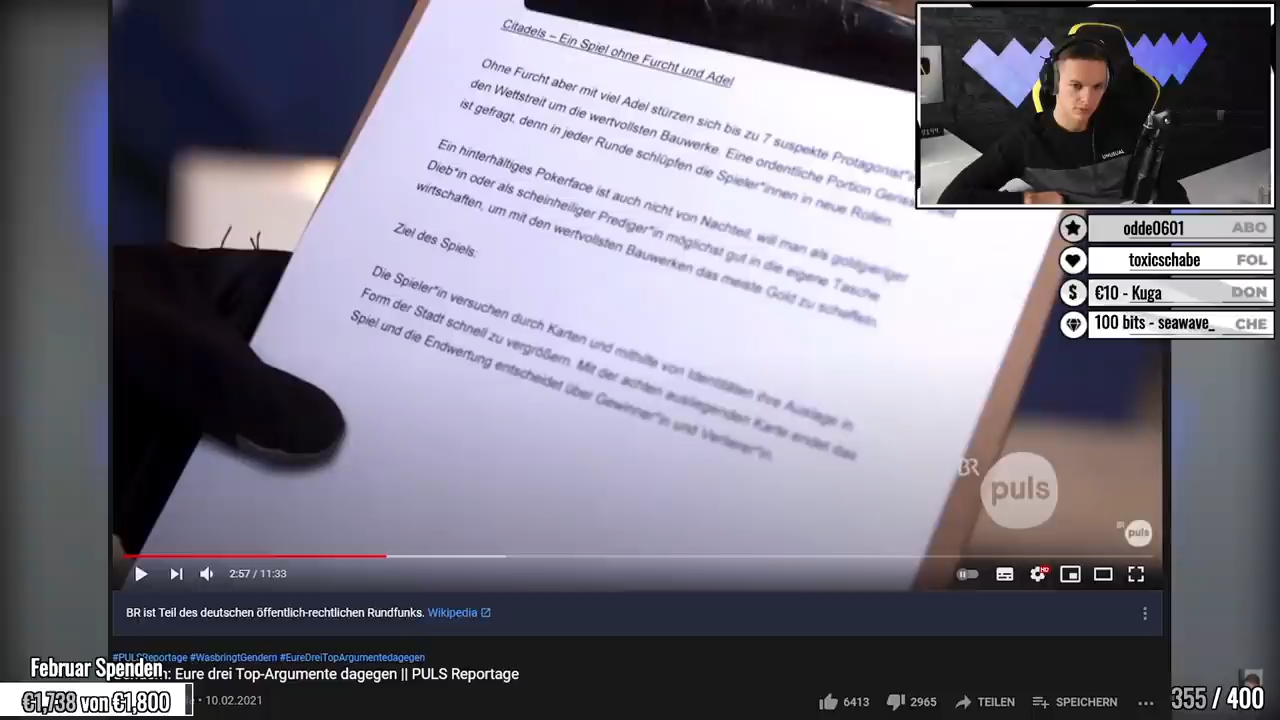 Citadels – Ein Spiel ohne Furcht und Adel
Ohne Furcht aber mit viel Adel stürzen sich bis zu 7 suspekte Protagonist*
den Wettstreit um die wertvollsten Bauwerke. Eine ordentliche Portion
ist gefragt, denn in jeder Runde schlüpfen die Spieler*innen in neue Rollen.
Ein hinterhältiges Pokerface ist auch nicht von Nachteil, will man als goldgieriger
Dieb*in oder als scheinheiliger Prediger*in möglichst gut in die eigene Tasche
wirtschaften, um mit den wertvollsten Bauwerken das meiste Gold zu scheffeln.
Ziel des Spiels:
Die Spieler*in versuchen durch Karten und mithilfe von Identitäten ihre Auslage in
Form der Stadt schnell zu vergrößern. Mit der achten ausliegenden Karte endet das
Spiel und die Endwertung entscheidet über Gewinner*in und Verlierer*in.
UNUSUAL
odde0601 ABO
toxicschabe FOL
€10 - Kuga DON
100 bits - seawave_ CHE
BR
puls
puls
2:57 / 11:33
HD
BR ist Teil des deutschen öffentlich-rechtlichen Rundfunks. Wikipedia
#PULSReportage #WasbringtGendern #EureDreiTopArgumentedagegen
Februar Spenden
: Eure drei Top-Argumente dagegen || PULS Reportage
€1,738 von €1,800
• 10.02.2021
6413
2965
TEILEN
SPEICHERN
355 / 400